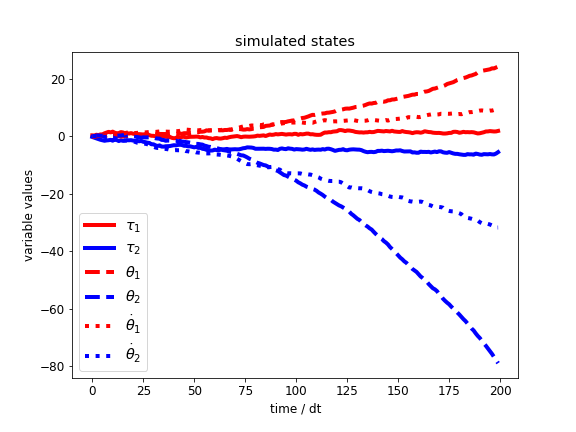 simulated states
variable values
20
0
−20
−40
−60
−80
τ₁
τ₂
θ₁
θ₂
θ̇₁
θ̇₂
0 25 50 75 100 125 150 175 200
time / dt